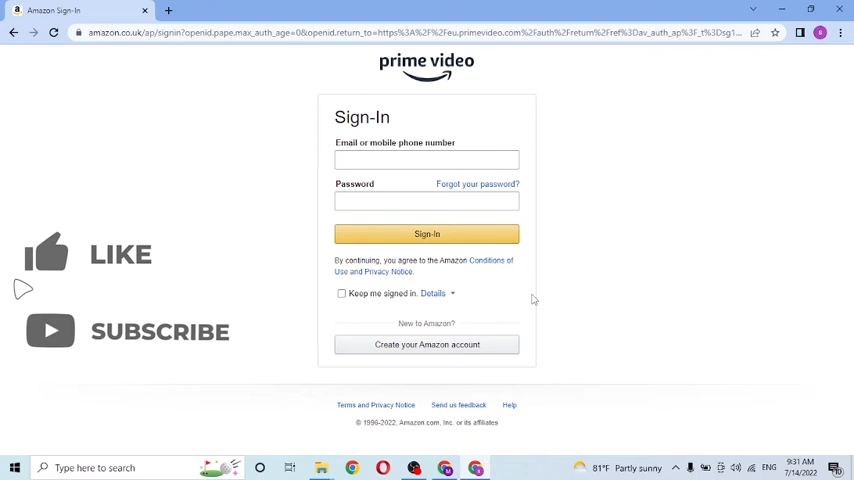 Amazon Sign-In
amazon.co.uk/ap/signin?openid.pape.max_auth_age=0&openid.return_to=https%3A%2F%2Feu.primevideo.com%2Fauth%2Freturn%2Fref%3Dav_auth_ap%3F_t%3Dsg1...
prime video
Sign-In
Email or mobile phone number
Password Forgot your password?
Sign-In
By continuing, you agree to the Amazon Conditions of
Use and Privacy Notice.
Keep me signed in. Details
New to Amazon?
Create your Amazon account
LIKE
SUBSCRIBE
Terms and Privacy Notice Send us feedback Help
© 1996-2022, Amazon.com, Inc. or its affiliates
Type here to search
81°F Partly sunny
ENG
9:31 AM
7/14/2022